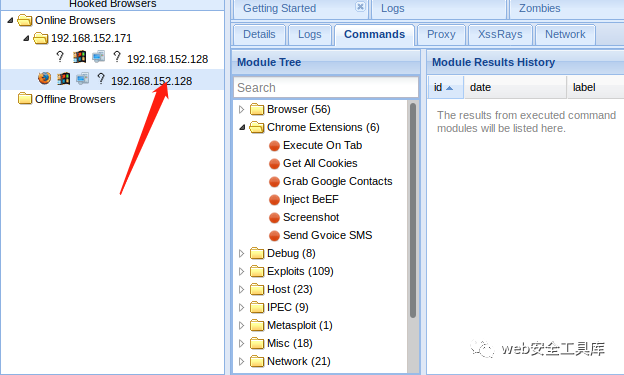 Hooked Browsers
Online Browsers
192.168.152.171
? ? 192.168.152.128
? 192.168.152.128
Offline Browsers
Getting Started
Logs
Zombies
Details
Logs
Commands
Proxy
XssRays
Network
Module Tree
Search
Browser (56)
Chrome Extensions (6)
Execute On Tab
Get All Cookies
Grab Google Contacts
Inject BeEF
Screenshot
Send Gvoice SMS
Debug (8)
Exploits (109)
Host (23)
IPEC (9)
Metasploit (1)
Misc (18)
Network (21)
Module Results History
id date label
The results from executed command
modules will be listed here.
web安全工具库